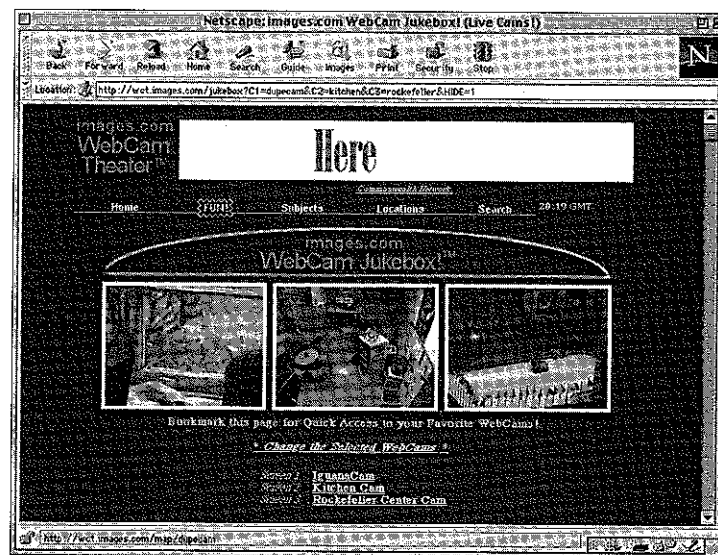 Netscape: images.com WebCam Jukebox! (Live Cams!)
Back Forward Reload Home Search Guide Images Print Security Stop
N
Location: http://wct.images.com/jukebox?C1=dupecam&C2=kitchen&C3=rockefeller&HIDE=1
images.com
WebCam
Theater™
Here
Commonwealth Network
Home FUN! Subjects Locations Search 20:19 GMT
images.com
WebCam Jukebox!™
Bookmark this page for Quick Access to your Favorite WebCams!
* Change the Selected WebCams *
Screen 1 IguanaCam
Screen 2 Kitchen Cam
Screen 3 Rockefeller Center Cam
http://wct.images.com/map/dupecam